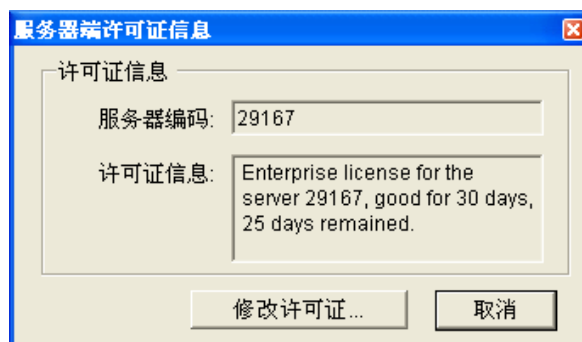 服务器端许可证信息
许可证信息
服务器编码: 29167
许可证信息: Enterprise license for the
server 29167, good for 30 days,
25 days remained.
修改许可证... 取消